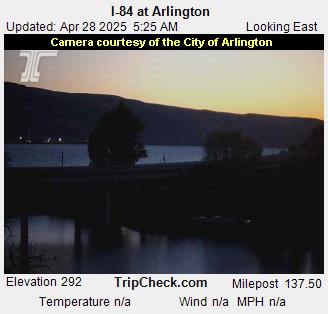 I-84 at Arlington
Updated: Apr 28 2025 5:25 AM Looking East
Camera courtesy of the City of Arlington
Elevation 292 TripCheck.com Milepost 137.50
Temperature n/a Wind n/a MPH n/a